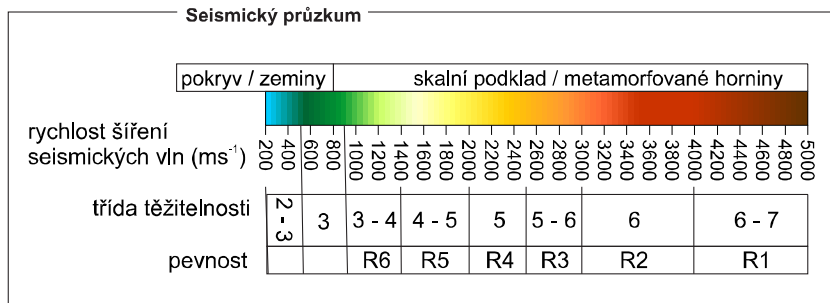 Seismický průzkum
pokryv / zeminy skalní podklad / metamorfované horniny
rychlost šíření
seismických vln (ms⁻¹)
200 400 600 800 1000 1200 1400 1600 1800 2000 2200 2400 2600 2800 3000 3200 3400 3600 3800 4000 4200 4400 4600 4800 5000
třída těžitelnosti 2 - 3 3 3 - 4 4 - 5 5 5 - 6 6 6 - 7
pevnost R6 R5 R4 R3 R2 R1